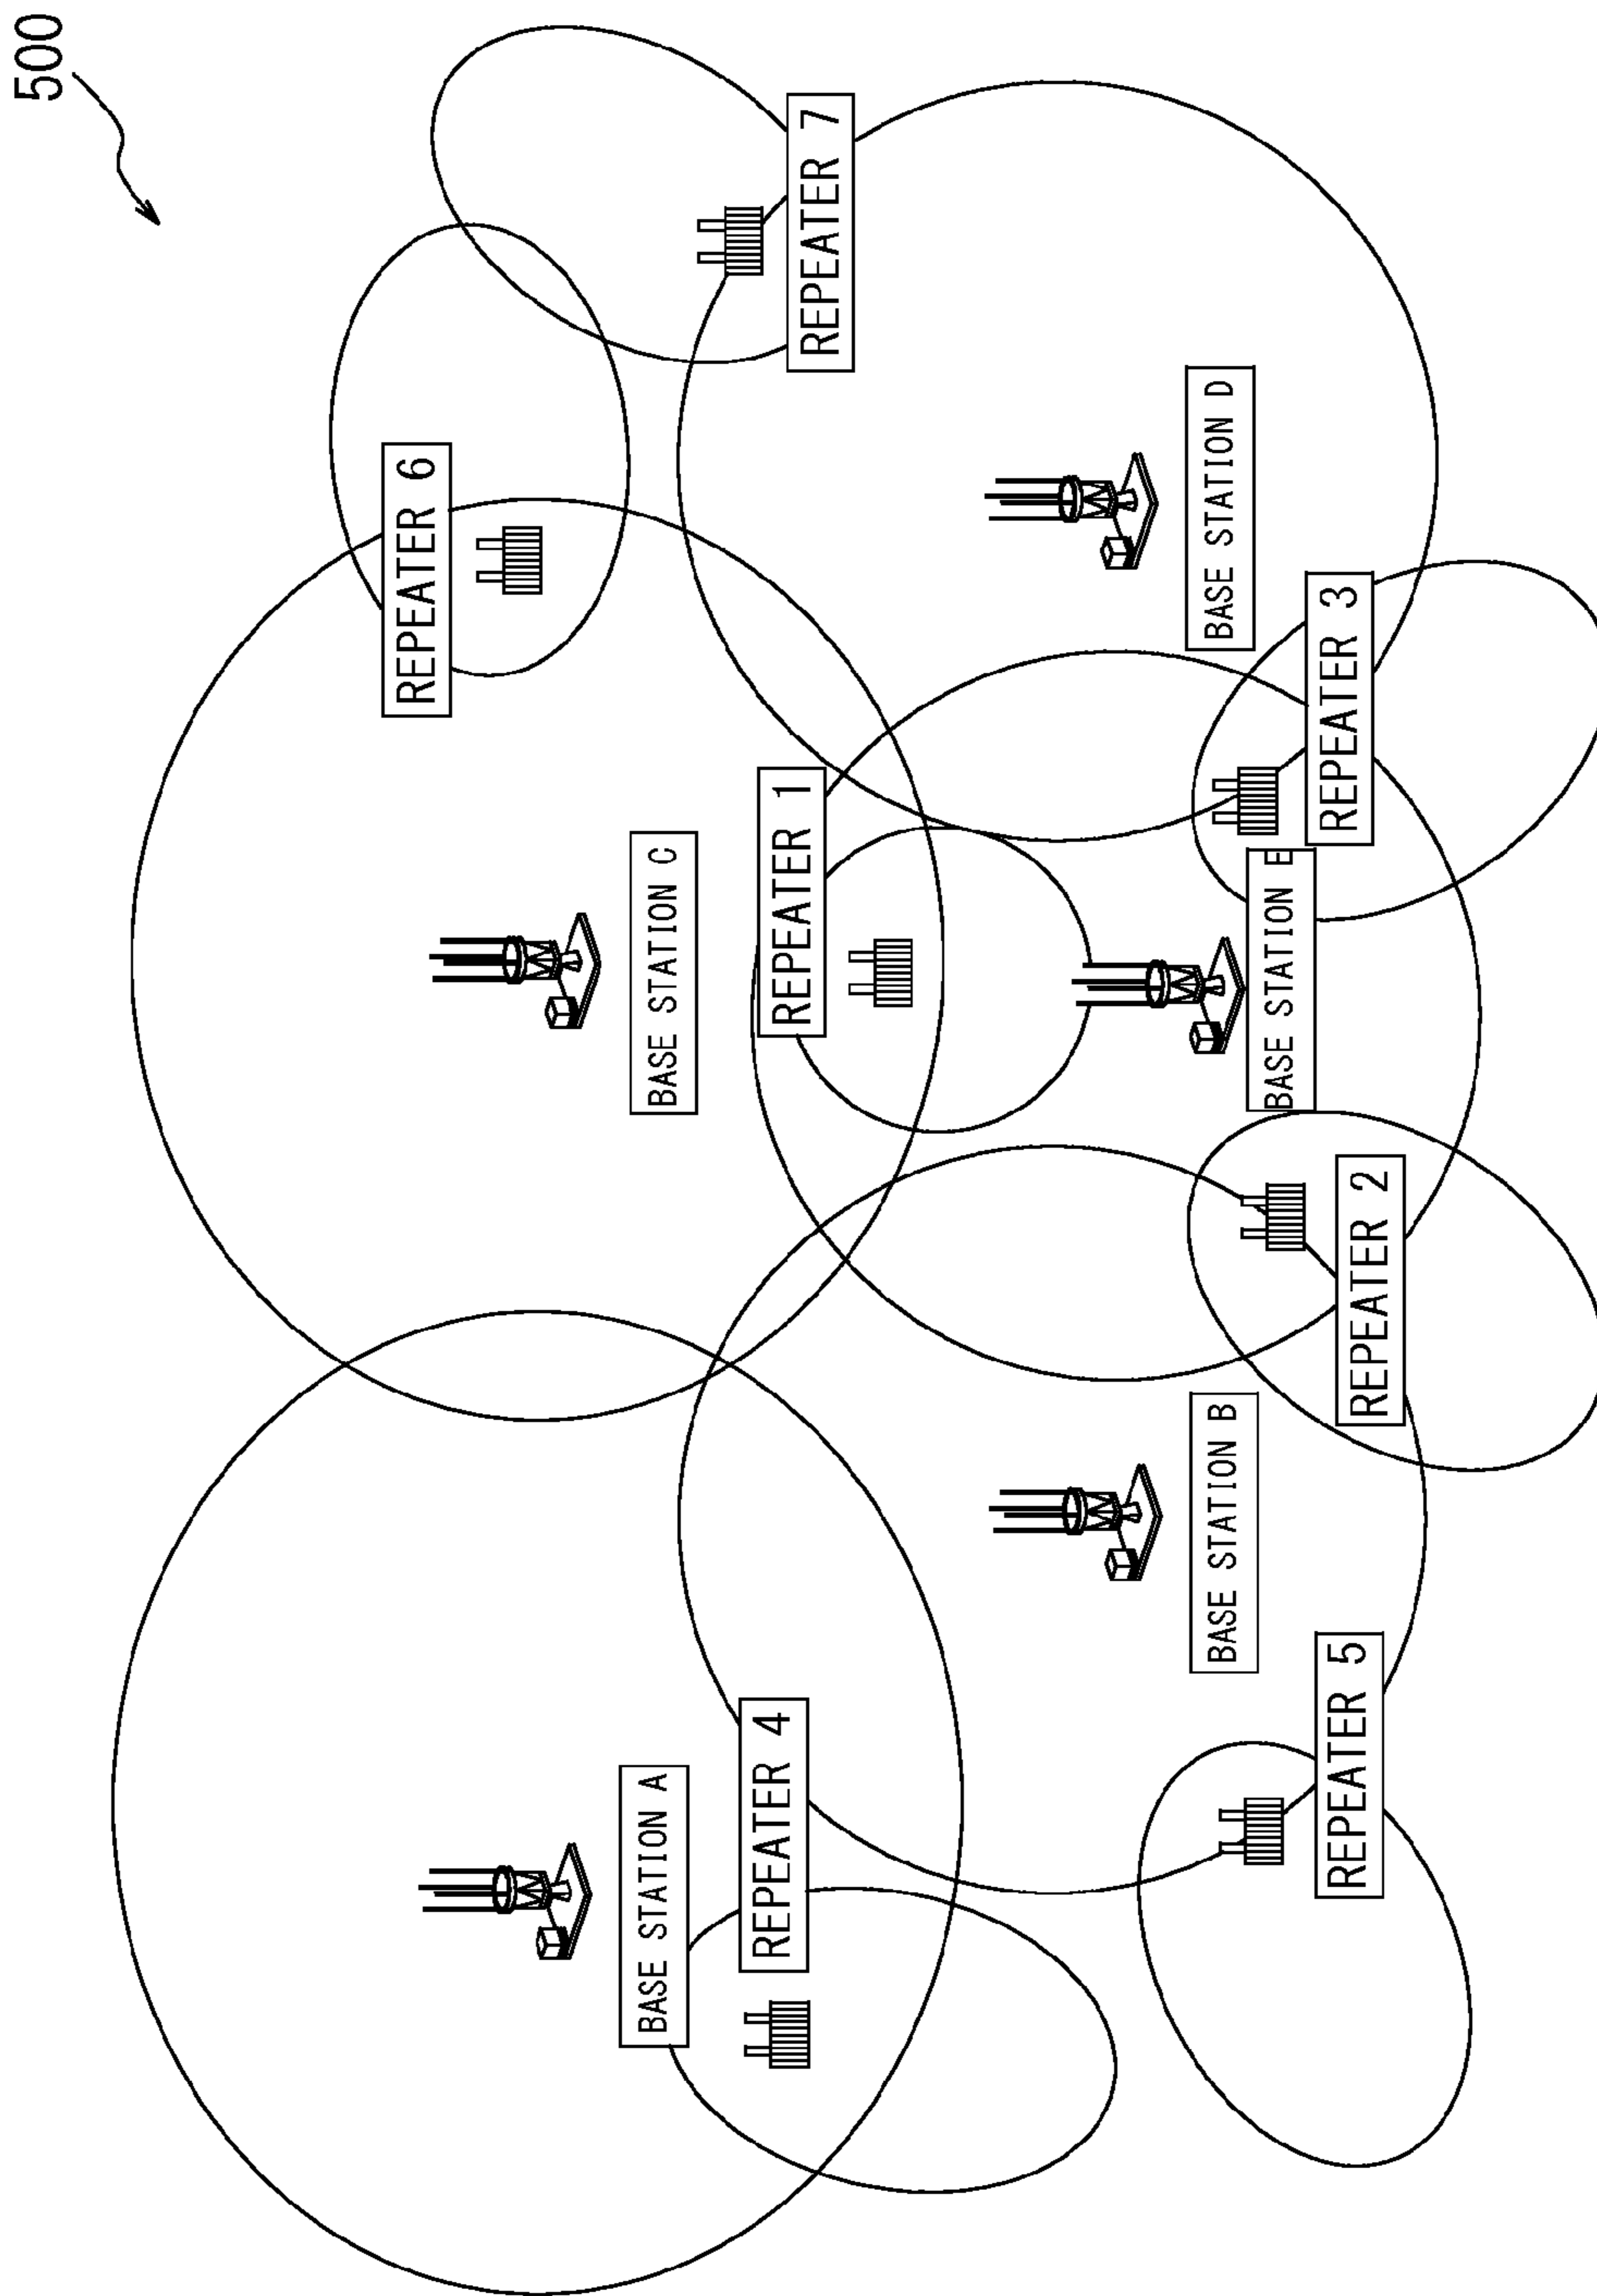 500
REPEATER 6
BASE STATION A
BASE STATION C
REPEATER 4
REPEATER 1
REPEATER 7
BASE STATION B
BASE STATION D
BASE STATION E
REPEATER 5
REPEATER 2
REPEATER 3